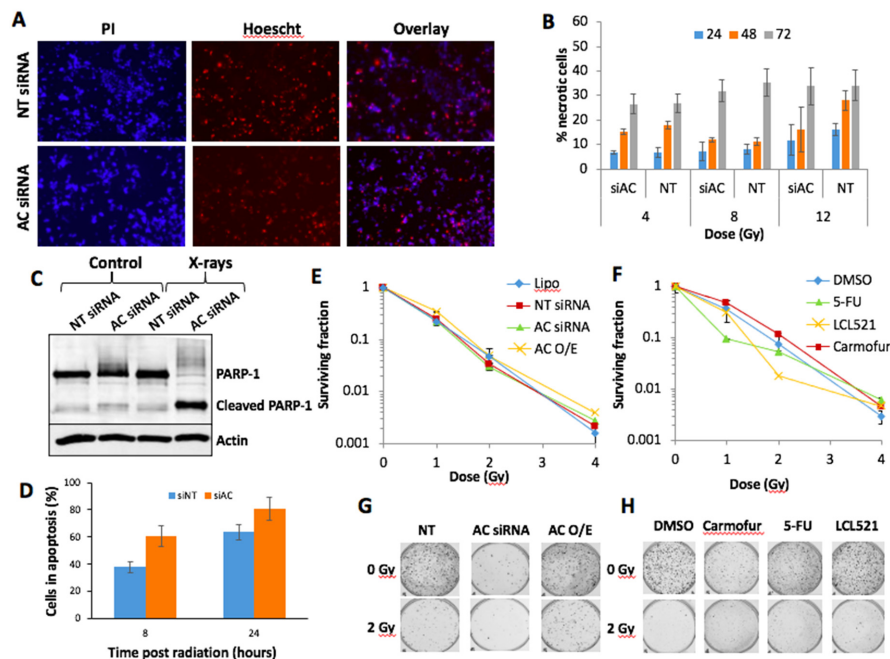 A
PI
Hoescht
Overlay
NT siRNA
AC siRNA
B
24 48 72
% necrotic cells
60
50
40
30
20
10
0
siAC NT siAC NT siAC NT
4 8 12
Dose (Gy)
C
Control X-rays
NT siRNA AC siRNA NT siRNA AC siRNA
PARP-1
Cleaved PARP-1
Actin
D
siNT siAC
Cells in apoptosis (%)
100
80
60
40
20
0
8 24
Time post radiation (hours)
E
Lipo
NT siRNA
AC siRNA
AC O/E
Surviving fraction
1
0.1
0.01
0.001
0 1 2 3 4
Dose (Gy)
F
DMSO
5-FU
LCL521
Carmofur
Surviving fraction
1
0.1
0.01
0.001
0 1 2 3 4
Dose (Gy)
G
NT AC siRNA AC O/E
0 Gy
2 Gy
H
DMSO Carmofur 5-FU LCL521
0 Gy
2 Gy